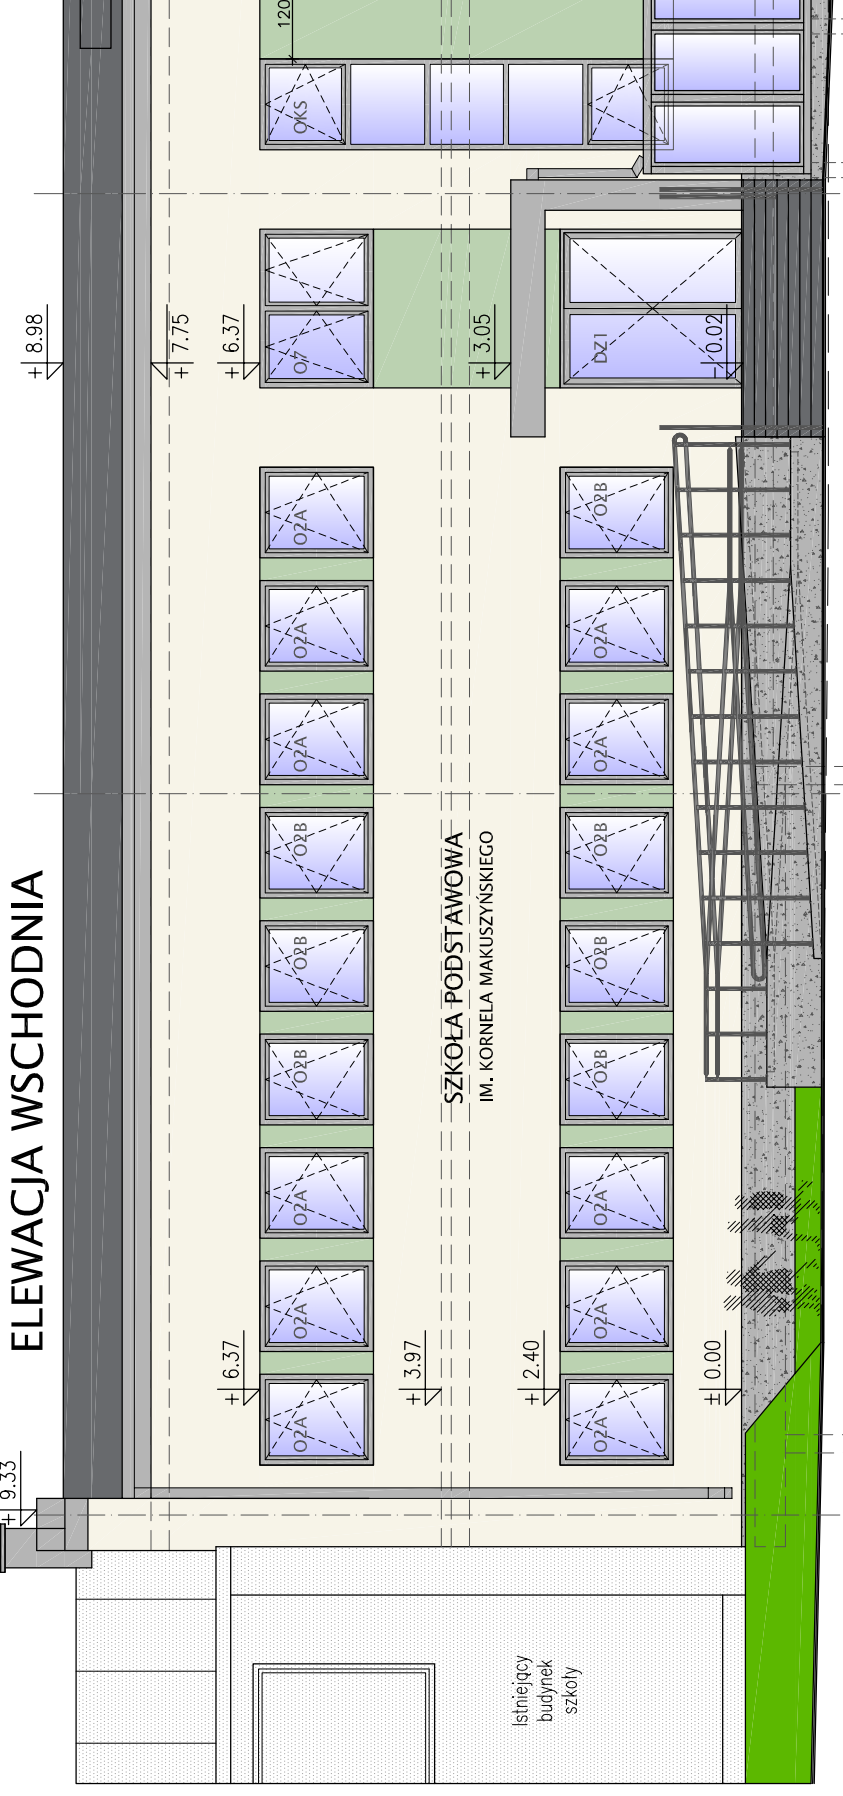 + 9.33
ELEWACJA WSCHODNIA
+ 8.98
+ 7.75
+ 6.37
+ 6.37
120
O2A
O2A
O2A
O2B
O2B
O2B
O2A
O2A
O2A
O7
OKS
+ 3.97
SZKOŁA PODSTAWOWA
IM. KORNELA MAKUSZYŃSKIEGO
+ 3.05
+ 2.40
Istniejący
budynek
szkoły
O2A
O2A
O2A
O2B
O2B
O2B
O2A
O2A
O2B
DZ1
± 0.00
- 0.02